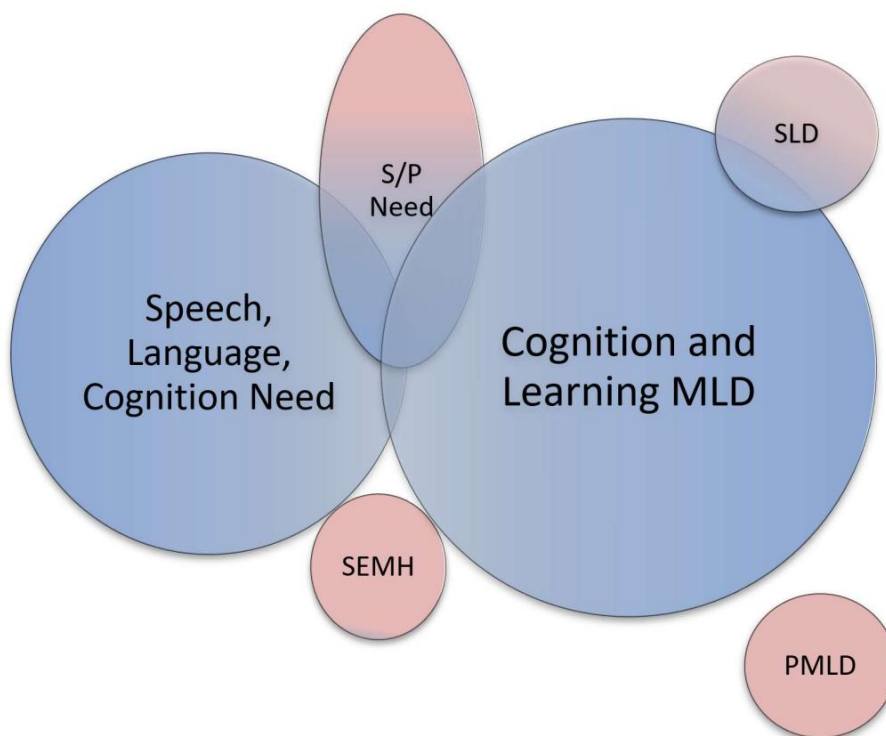 SLD
S/P
Need
Speech,
Language,
Cognition Need
Cognition and
Learning MLD
SEMH
PMLD